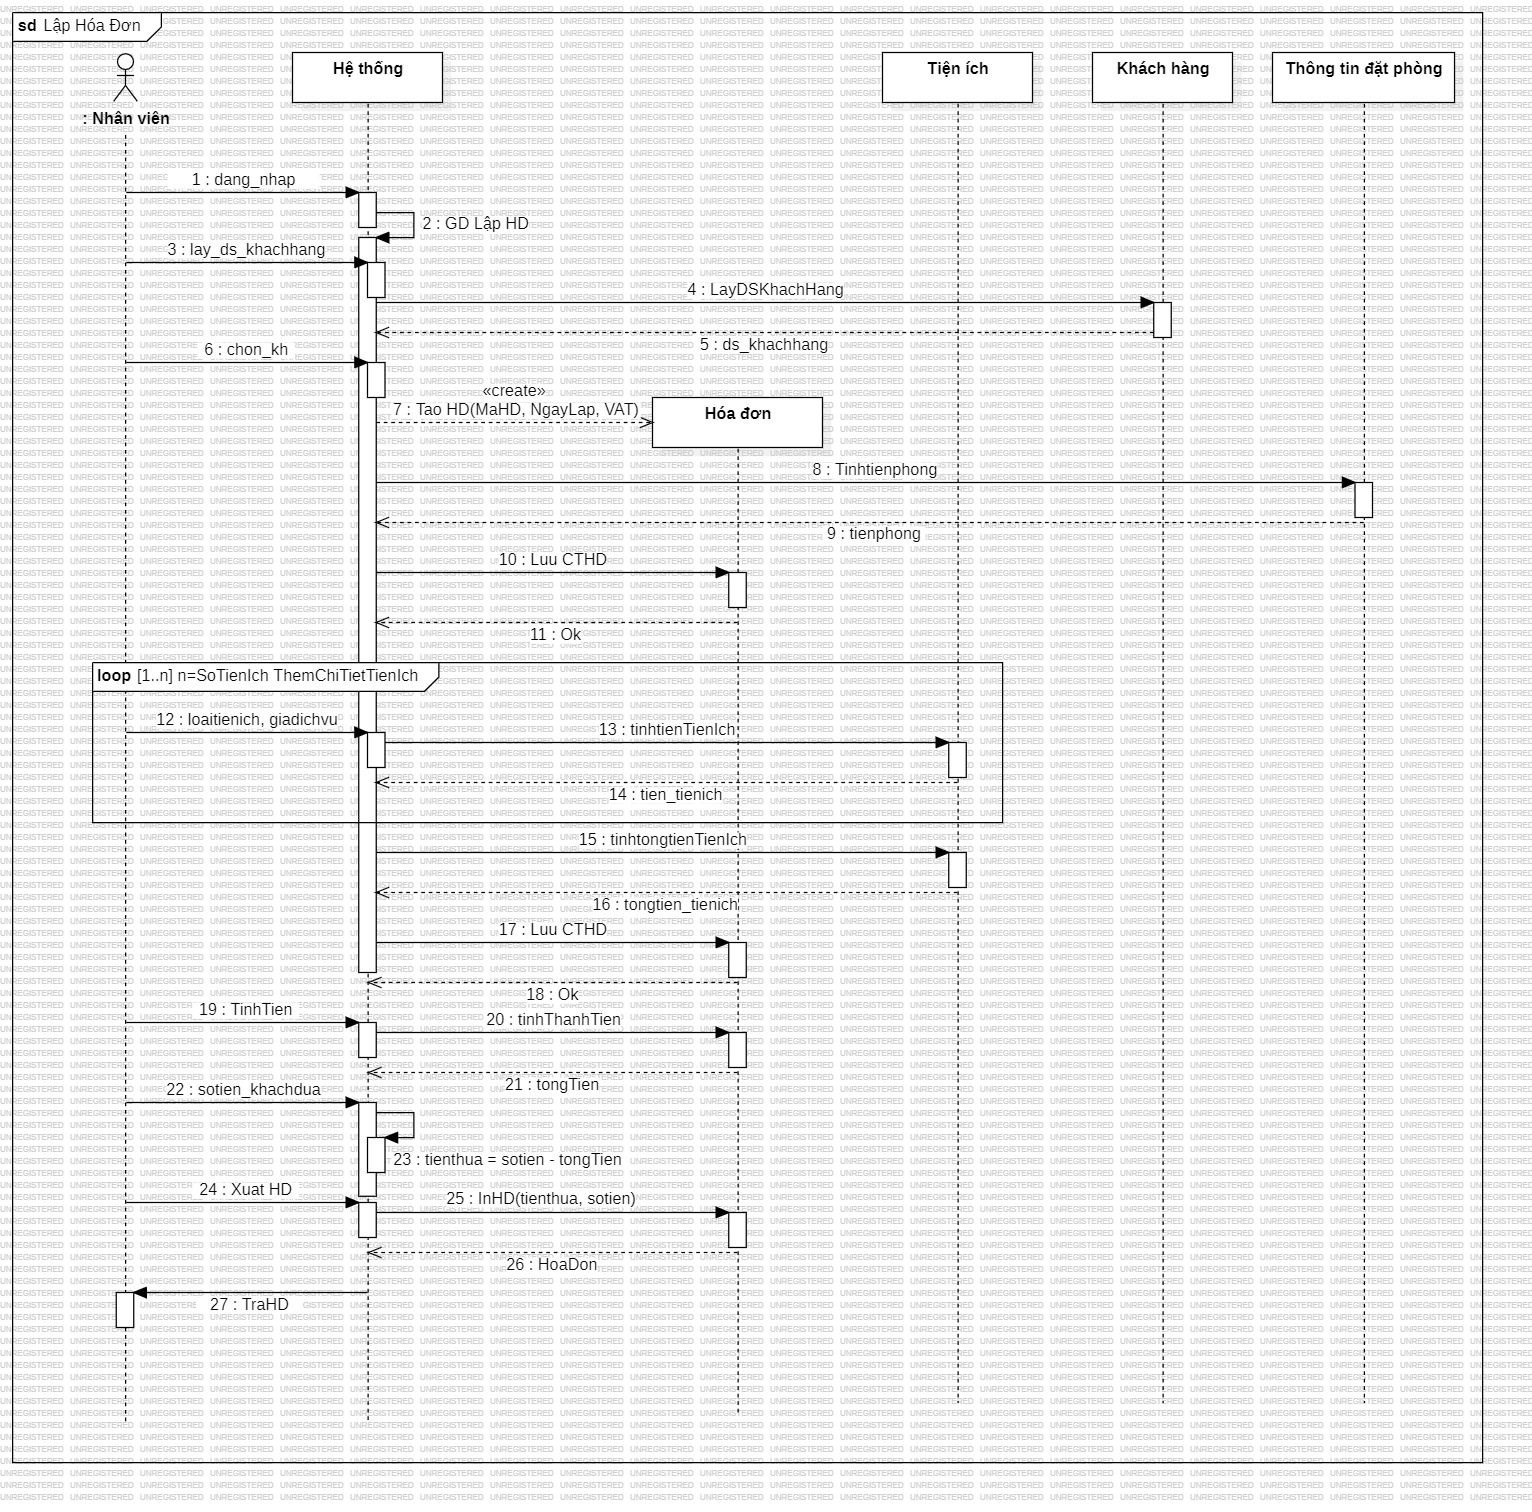 sd Lập Hóa Đơn
: Nhân viên
Hệ thống
Tiện ích
Khách hàng
Thông tin đặt phòng
1 : dang_nhap
2 : GD Lập HD
3 : lay_ds_khachhang
4 : LayDSKhachHang
5 : ds_khachhang
6 : chon_kh
«create»
7 : Tao HD(MaHD, NgayLap, VAT)
Hóa đơn
8 : Tinhtienphong
9 : tienphong
10 : Luu CTHD
11 : Ok
loop [1..n] n=SoTienIch ThemChiTietTienIch
12 : loaitienich, giadichvu
13 : tinhtienTienIch
14 : tien_tienich
15 : tinhtongtienTienIch
16 : tongtien_tienich
17 : Luu CTHD
18 : Ok
19 : TinhTien
20 : tinhThanhTien
21 : tongTien
22 : sotien_khachdua
23 : tienthua = sotien - tongTien
24 : Xuat HD
25 : InHD(tienthua, sotien)
26 : HoaDon
27 : TraHD
UNREGISTERED